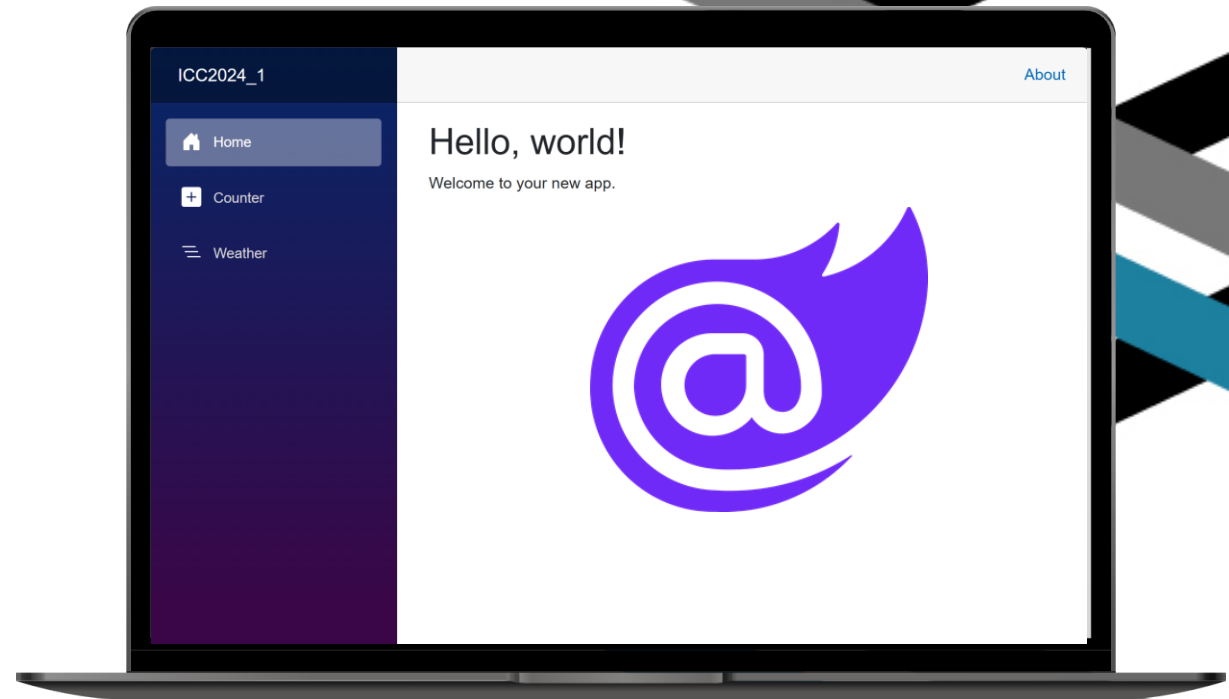 ICC2024_1
About
Home
Counter
Weather
Hello, world!
Welcome to your new app.